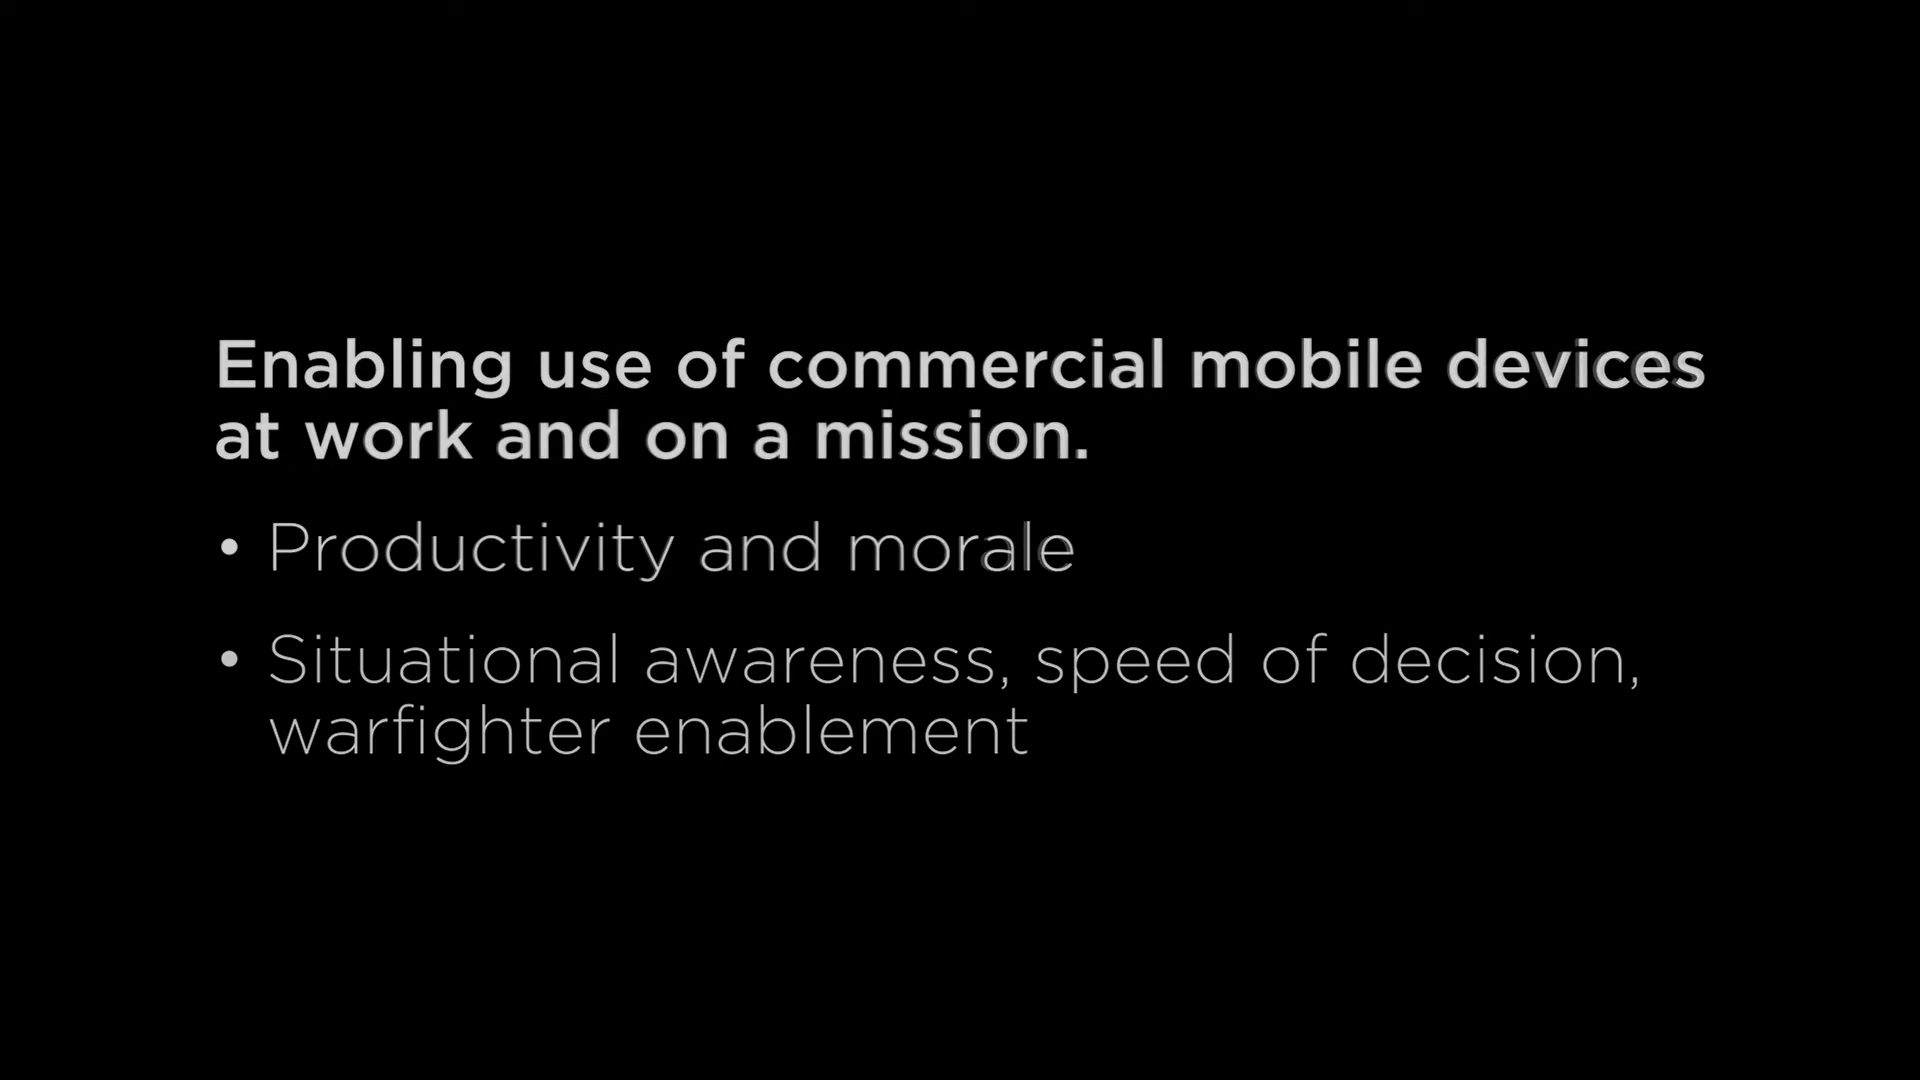 Enabling use of commercial mobile devices
at work and on a mission.
• Productivity and morale
• Situational awareness, speed of decision,
warfighter enablement